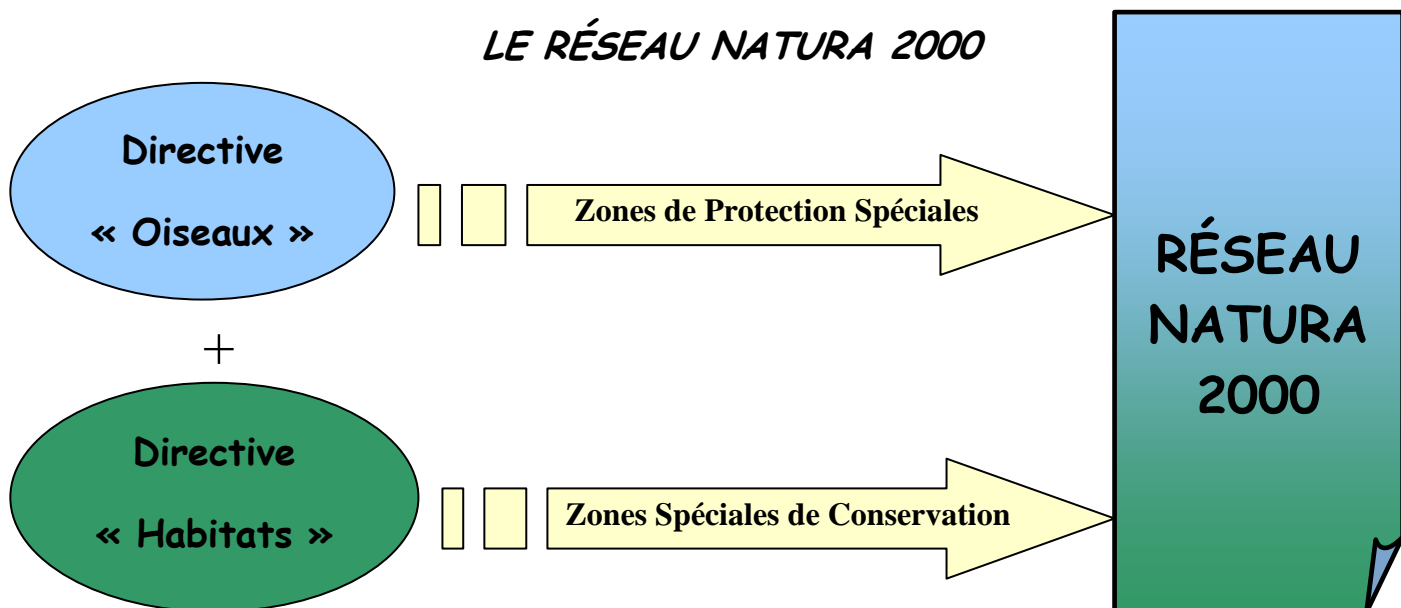 LE RÉSEAU NATURA 2000
Directive
« Oiseaux »
Zones de Protection Spéciales
+
Directive
« Habitats »
Zones Spéciales de Conservation
RÉSEAU
NATURA
2000